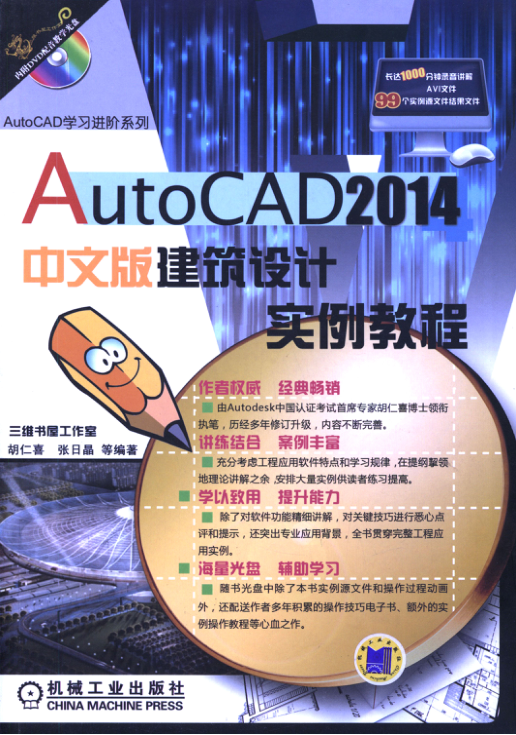 内附DVD配音教学光盘
长达1000分钟录音讲解
AVI文件
99个实例源文件结果文件
AutoCAD学习进阶系列
AutoCAD2014
中文版建筑设计
实例教程
作者权威 经典畅销
由Autodesk中国认证考试首席专家胡仁喜博士领衔
执笔，历经多年修订升级，内容不断完善。
三维书屋工作室
胡仁喜 张日晶 等编著
讲练结合 案例丰富
充分考虑工程应用软件特点和学习规律，在提纲挈领
地理论讲解之余，安排大量实例供读者练习提高。
学以致用 提升能力
除了对软件功能精细讲解，对关键技巧进行悉心点
评和提示，还突出专业应用背景，全书贯穿完整工程应
用实例。
海量光盘 辅助学习
随书光盘中除了本书实例源文件和操作过程动画
外，还配送作者多年积累的操作技巧电子书、额外的实
例操作教程等心血之作。
机械工业出版社
CHINA MACHINE PRESS